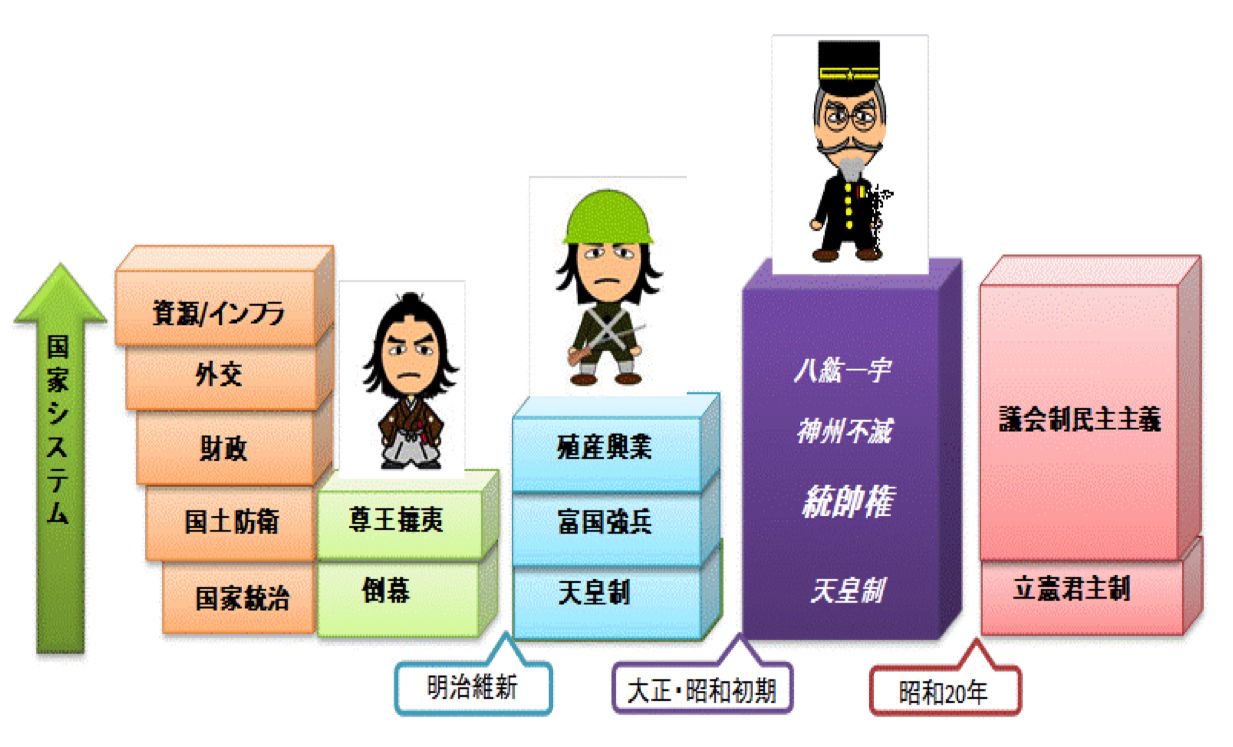 国家システム
資源/インフラ
外交
財政
国土防衛
国家統治
尊王攘夷
倒幕
殖産興業
富国強兵
天皇制
八紘一宇
神州不滅
統帥権
天皇制
議会制民主主義
立憲君主制
明治維新
大正・昭和初期
昭和20年